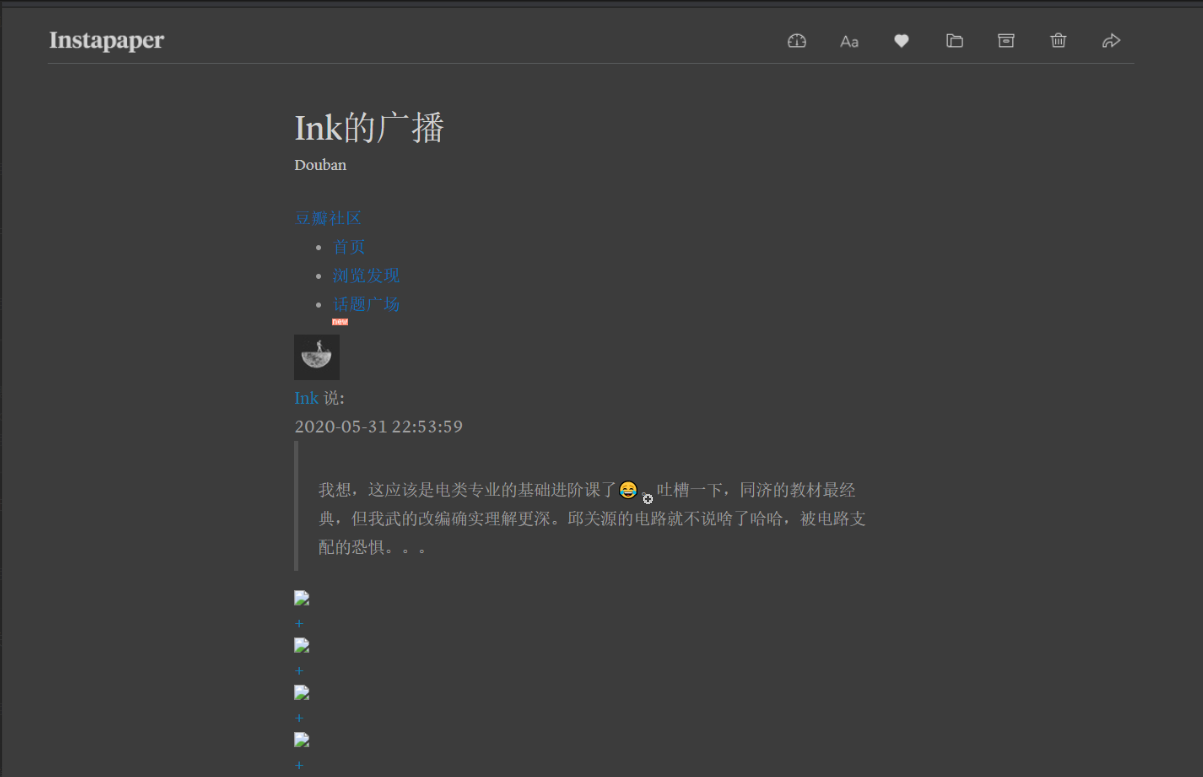 Instapaper
Aa
Ink的广播
Douban
豆瓣社区
首页
浏览发现
话题广场
new
Ink 说:
2020-05-31 22:53:59
我想，这应该是电类专业的基础进阶课了😂。吐槽一下，同济的教材最经
典，但我武的改编确实理解更深。邱关源的电路就不说啥了哈哈，被电路支
配的恐惧。。。
+
+
+
+